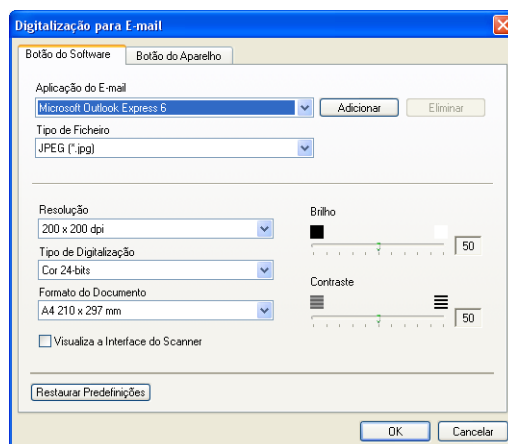 Digitalização para E-mail
Botão do Software Botão do Aparelho
Aplicação do E-mail
Microsoft Outlook Express 6 Adicionar Eliminar
Tipo de Ficheiro
JPEG (*.jpg)
Resolução Brilho
200 x 200 dpi 50
Tipo de Digitalização
Cor 24-bits
Contraste
Formato do Documento
A4 210 x 297 mm 50
Visualiza a Interface do Scanner
Restaurar Predefinições
OK Cancelar